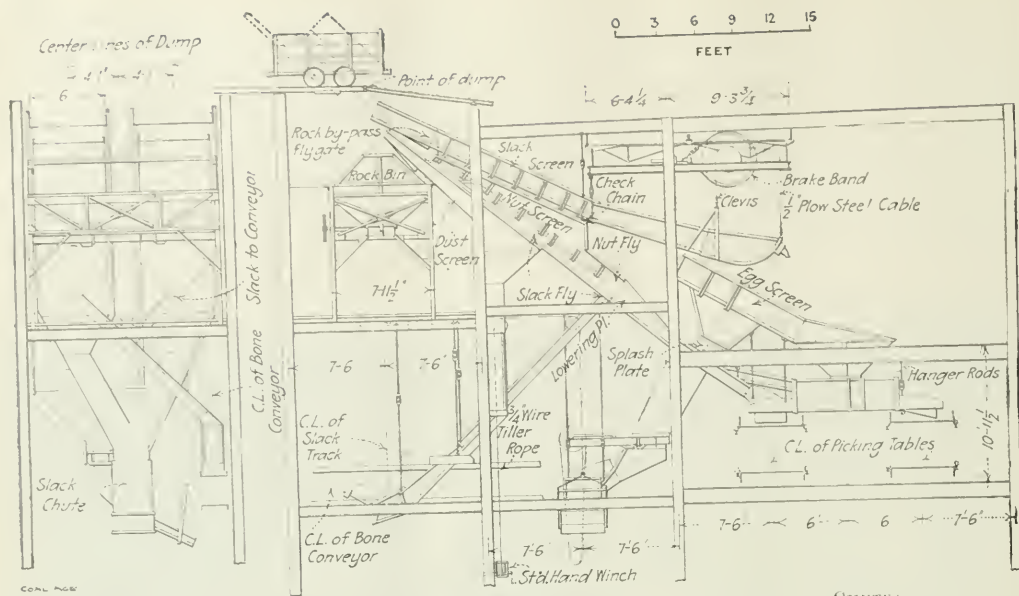 0 3 6 9 12 15
FEET
Center Lines of Dump
6
Point of dump
6-4¼ 9-3¾
Rock by-pass
fly gate
Slack
Screen
Rock Bin
Check
Chain
Brake Band
Clevis
½" Plow Steel Cable
Nut Screen
Nut Fly
Dust
Screen
7-11½"
Egg Screen
Slack Fly
Slack to Conveyor
C.L. of Bone
Conveyor
Lowering Pl.
Splash
Plate
Hanger Rods
7-6 7-6'
¾" Wire
Tiller
Rope
C.L. of
Slack
Track
C.L. of Picking Tables
10'-11½"
Slack
Chute
C.L. of Bone
Conveyor
7-6 6' 6 7'-6"
7'-6" 7'-6"
Std. Hand Winch
COAL AGE